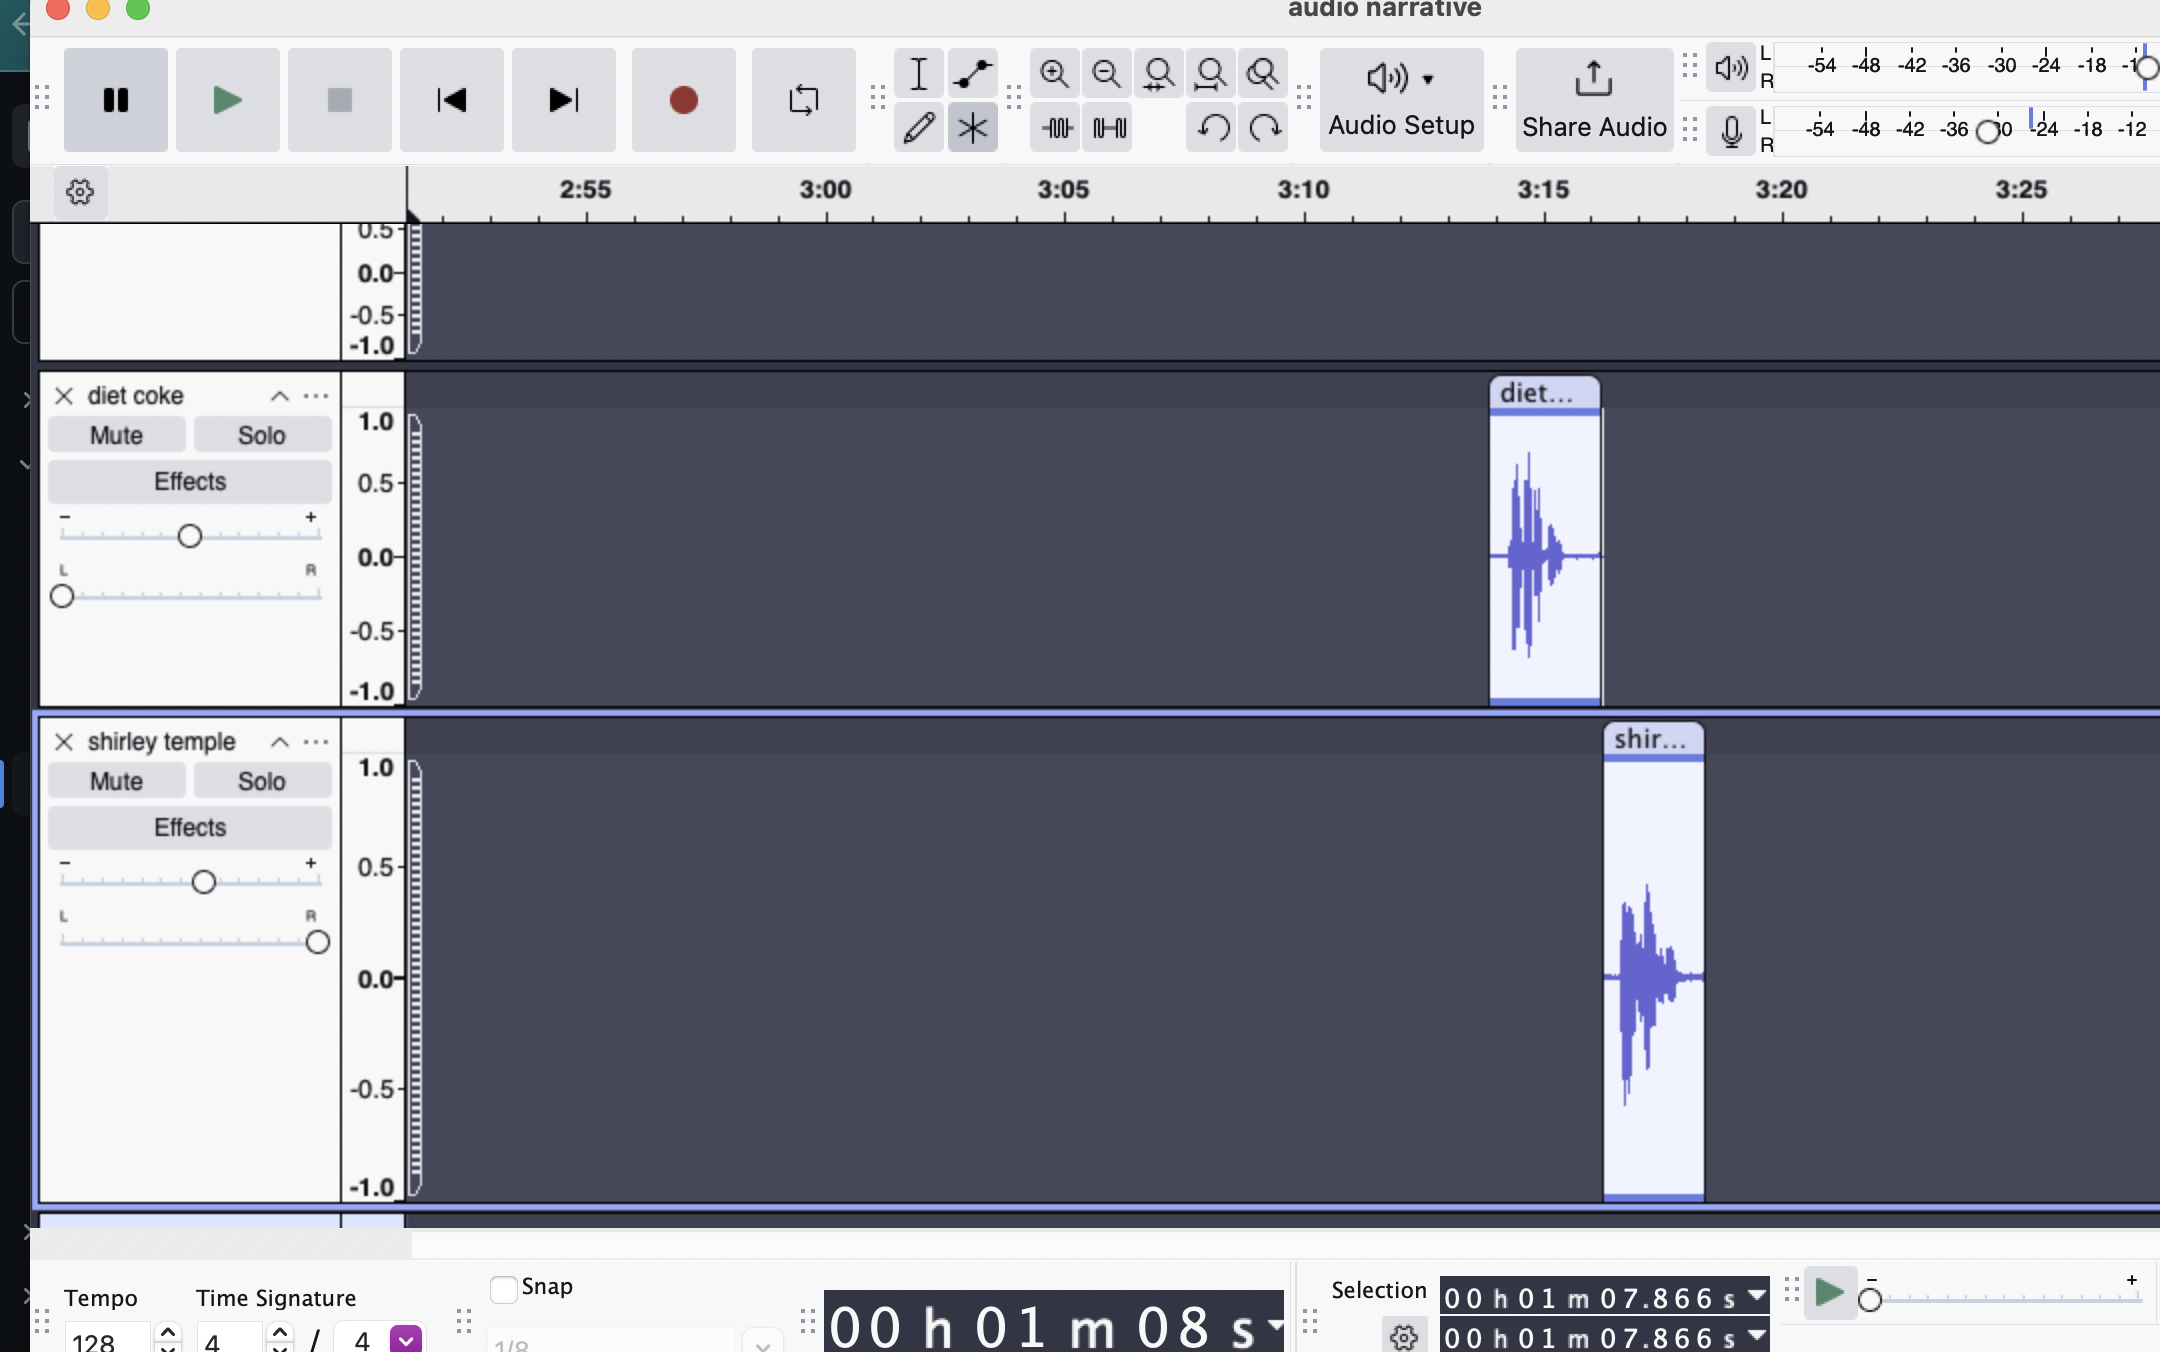 audio narrative
Audio Setup
Share Audio
L
R
-54 -48 -42 -36 -30 -24 -18
L
R
-54 -48 -42 -36 -24 -18 -12
2:55 3:00 3:05 3:10 3:15 3:20 3:25
0.5
0.0
-0.5
-1.0
diet coke
Mute Solo
Effects
- +
L R
1.0
0.5
0.0
-0.5
-1.0
diet...
shirley temple
Mute Solo
Effects
- +
L R
1.0
0.5
0.0
-0.5
-1.0
shir...
Tempo
128
Time Signature
4 / 4
Snap
1/8
00 h 01 m 08 s
Selection
00 h 01 m 07.866 s
00 h 01 m 07.866 s
- +